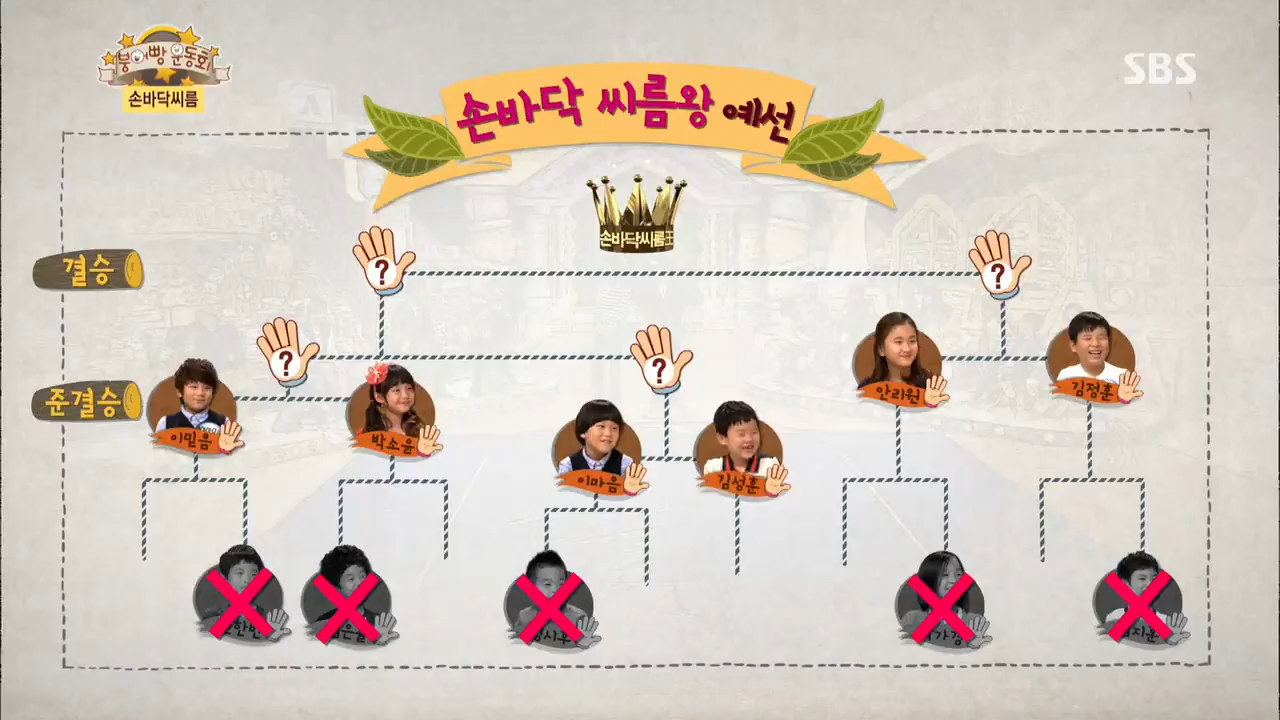 붕어빵 운동회
손바닥씨름
SBS
손바닥 씨름왕 예선
손바닥씨름王
결승
?
?
?
?
준결승
이믿음
박소윤
이마음
김성훈
안리원
김정훈